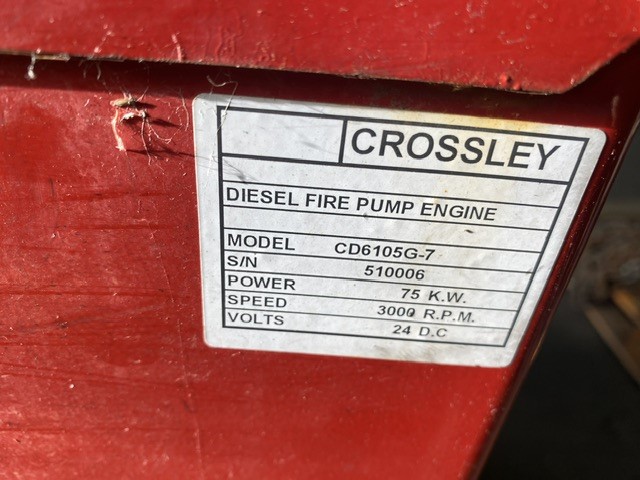 CROSSLEY
DIESEL FIRE PUMP ENGINE
MODEL CD6105G-7
S/N 510006
POWER 75 K.W.
SPEED 3000 R.P.M.
VOLTS 24 D.C